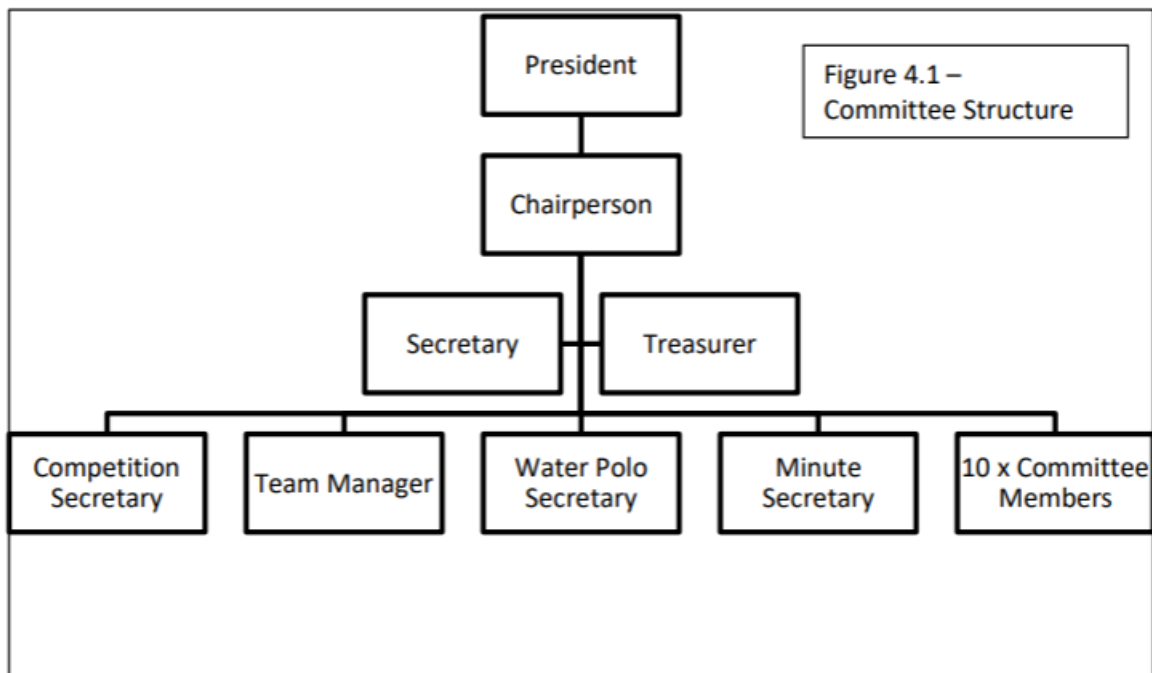 President
Figure 4.1 –
Committee Structure
Chairperson
Secretary
Treasurer
Competition
Secretary
Team Manager
Water Polo
Secretary
Minute
Secretary
10 x Committee
Members